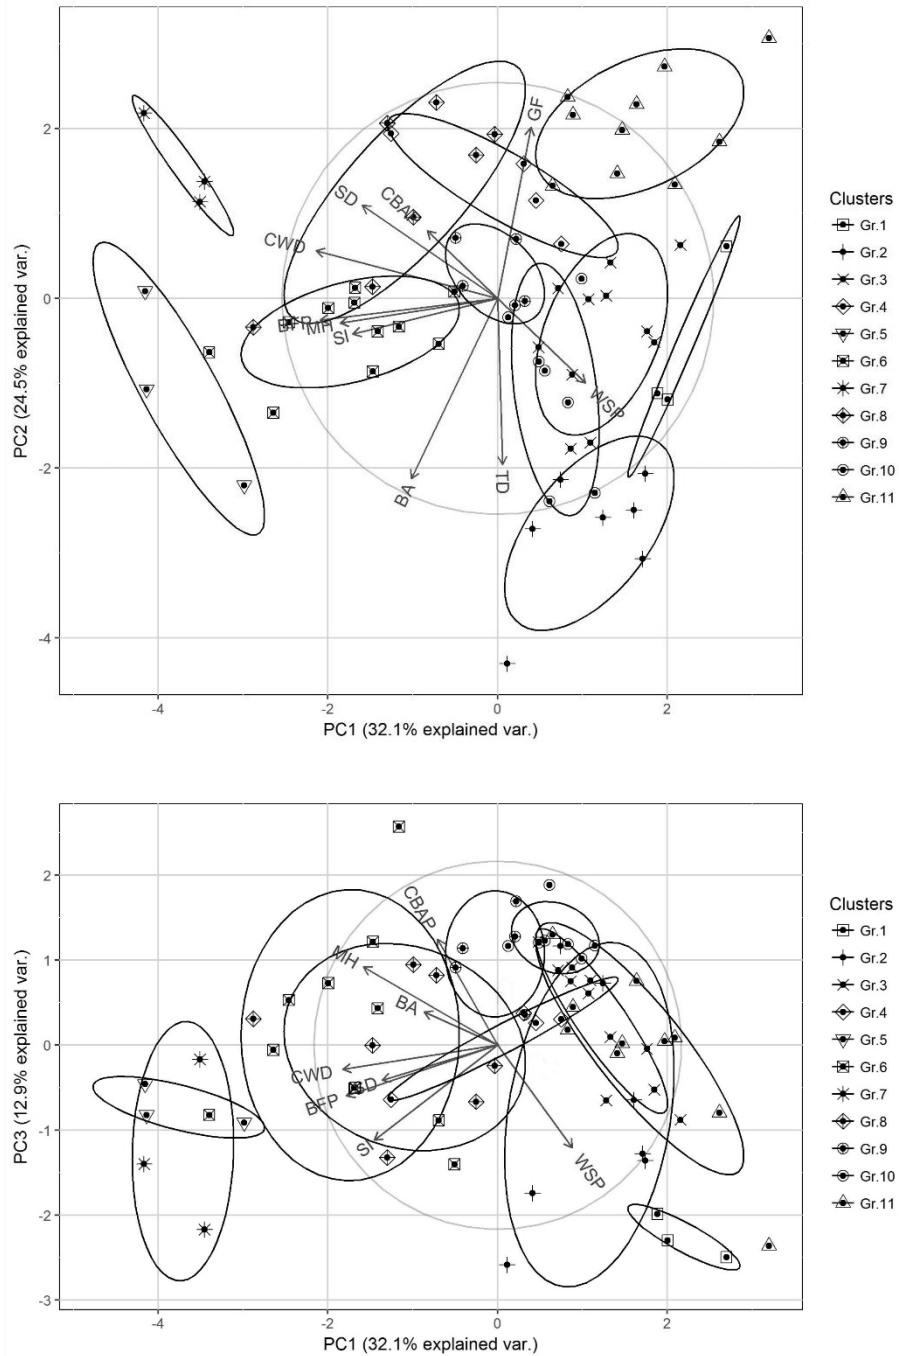 2
0
-2
-4
PC2 (24.5% explained var.)
-4
-2
0
2
PC1 (32.1% explained var.)
GF
SD
CBAP
CWD
BFP
MH
SI
WSP
BA
TD
Clusters
Gr.1
Gr.2
Gr.3
Gr.4
Gr.5
Gr.6
Gr.7
Gr.8
Gr.9
Gr.10
Gr.11
2
1
0
-1
-2
-3
PC3 (12.9% explained var.)
-4
-2
0
2
PC1 (32.1% explained var.)
CBAP
MH
BA
CWD
SD
BFP
SI
WSP
Clusters
Gr.1
Gr.2
Gr.3
Gr.4
Gr.5
Gr.6
Gr.7
Gr.8
Gr.9
Gr.10
Gr.11